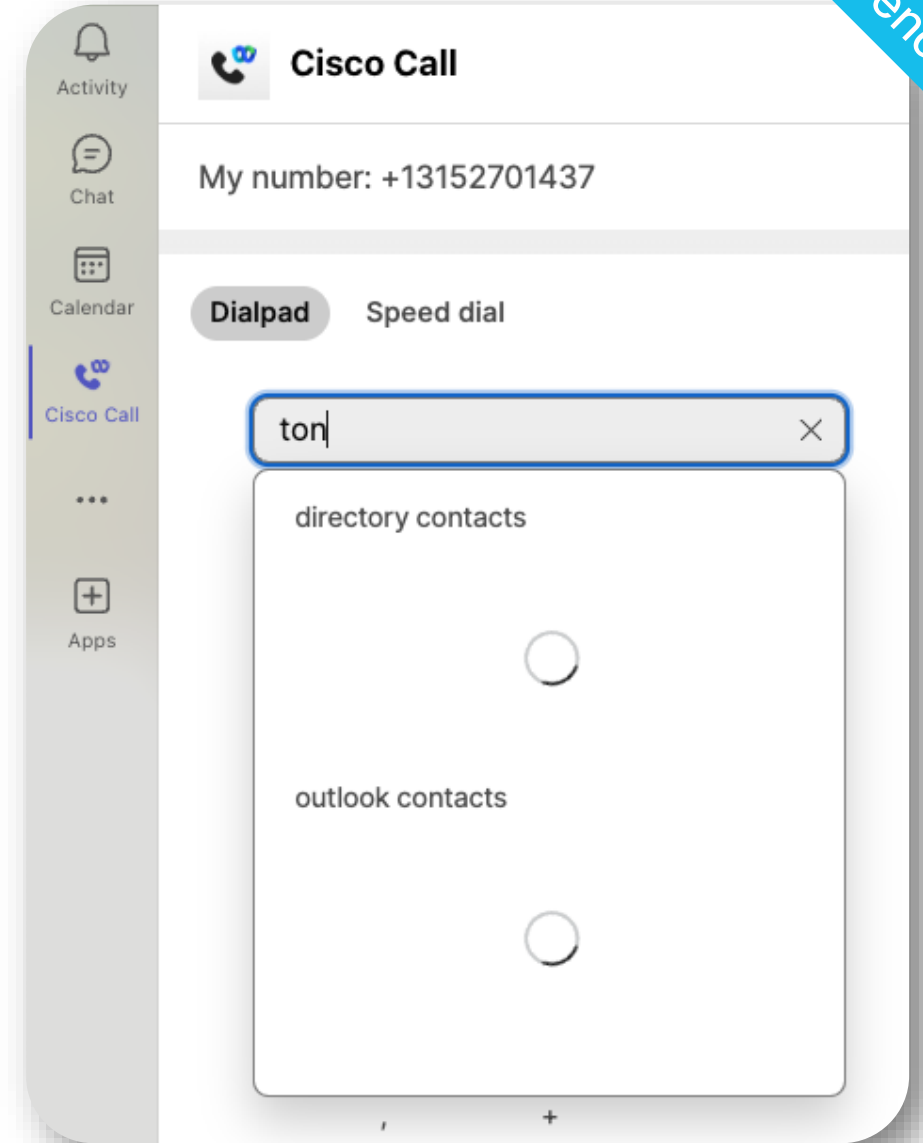 Activity
Chat
Calendar
Cisco Call
...
Apps
Cisco Call
My number: +13152701437
Dialpad
Speed dial
ton
directory contacts
outlook contacts
, +